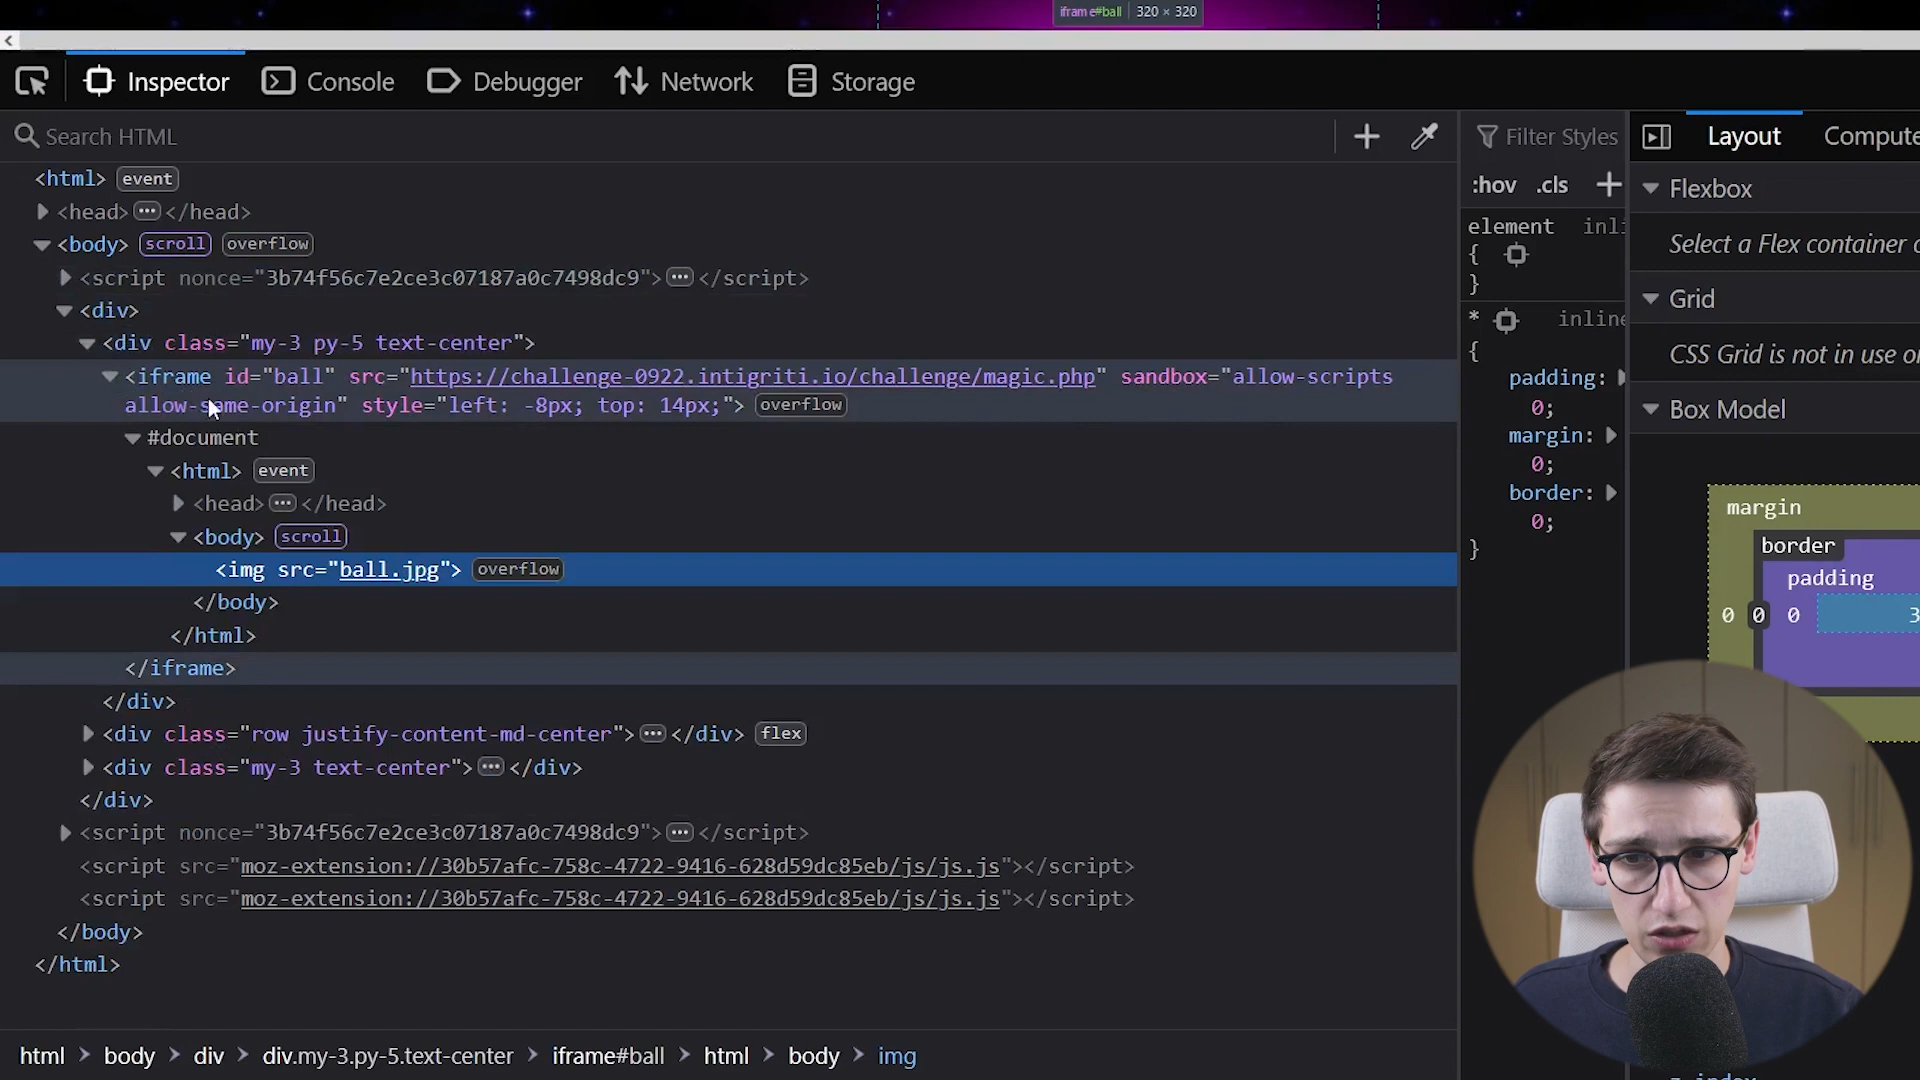 iframe#ball | 320 × 320
Inspector Console Debugger Network Storage
Search HTML
Filter Styles
Layout
:hov .cls +
<html> event
<head> ••• </head>
<body> scroll overflow
<script nonce="3b74f56c7e2ce3c07187a0c7498dc9"> ••• </script>
<div>
<div class="my-3 py-5 text-center">
<iframe id="ball" src="https://challenge-0922.intigriti.io/challenge/magic.php" sandbox="allow-scripts
allow-same-origin" style="left: -8px; top: 14px;"> overflow
#document
<html> event
<head> ••• </head>
<body> scroll
<img src="ball.jpg"> overflow
</body>
</html>
</iframe>
</div>
<div class="row justify-content-md-center"> ••• </div> flex
<div class="my-3 text-center"> ••• </div>
</div>
<script nonce="3b74f56c7e2ce3c07187a0c7498dc9"> ••• </script>
<script src="moz-extension://30b57afc-758c-4722-9416-628d59dc85eb/js/js.js"></script>
<script src="moz-extension://30b57afc-758c-4722-9416-628d59dc85eb/js/js.js"></script>
</body>
</html>
element
{
}
*
{
padding:
0;
margin:
0;
border:
0;
}
Flexbox
Select a Flex container
Grid
CSS Grid is not in use
Box Model
margin
border
padding
0 0 0
html > body > div > div.my-3.py-5.text-center > iframe#ball > html > body > img